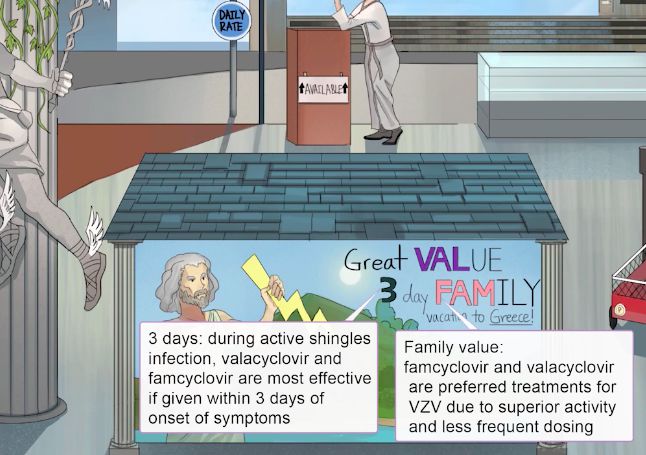 DAILY
RATE
AVAILABLE
Great VALUE
3 day FAMILY
to Greece!
3 days: during active shingles
infection, valacyclovir and
famcyclovir are most effective
if given within 3 days of
onset of symptoms
Family value:
famcyclovir and valacyclovir
are preferred treatments for
VZV due to superior activity
and less frequent dosing